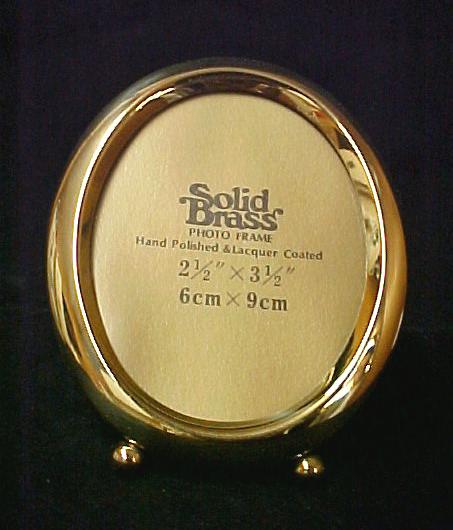 Solid
Brass
PHOTO FRAME
Hand Polished & Lacquer Coated
2½" × 3½"
6cm × 9cm